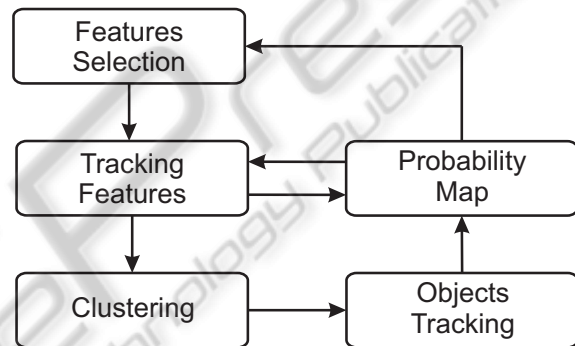 Features
Selection
Tracking
Features
Probability
Map
Clustering
Objects
Tracking